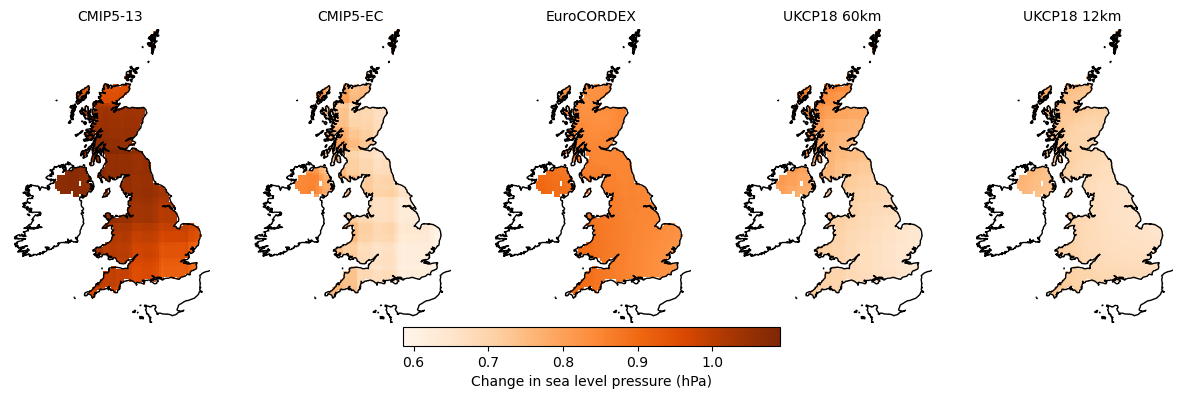 CMIP5-13
CMIP5-EC
EuroCORDEX
UKCP18 60km
UKCP18 12km
0.6
0.7
0.8
0.9
1.0
Change in sea level pressure (hPa)